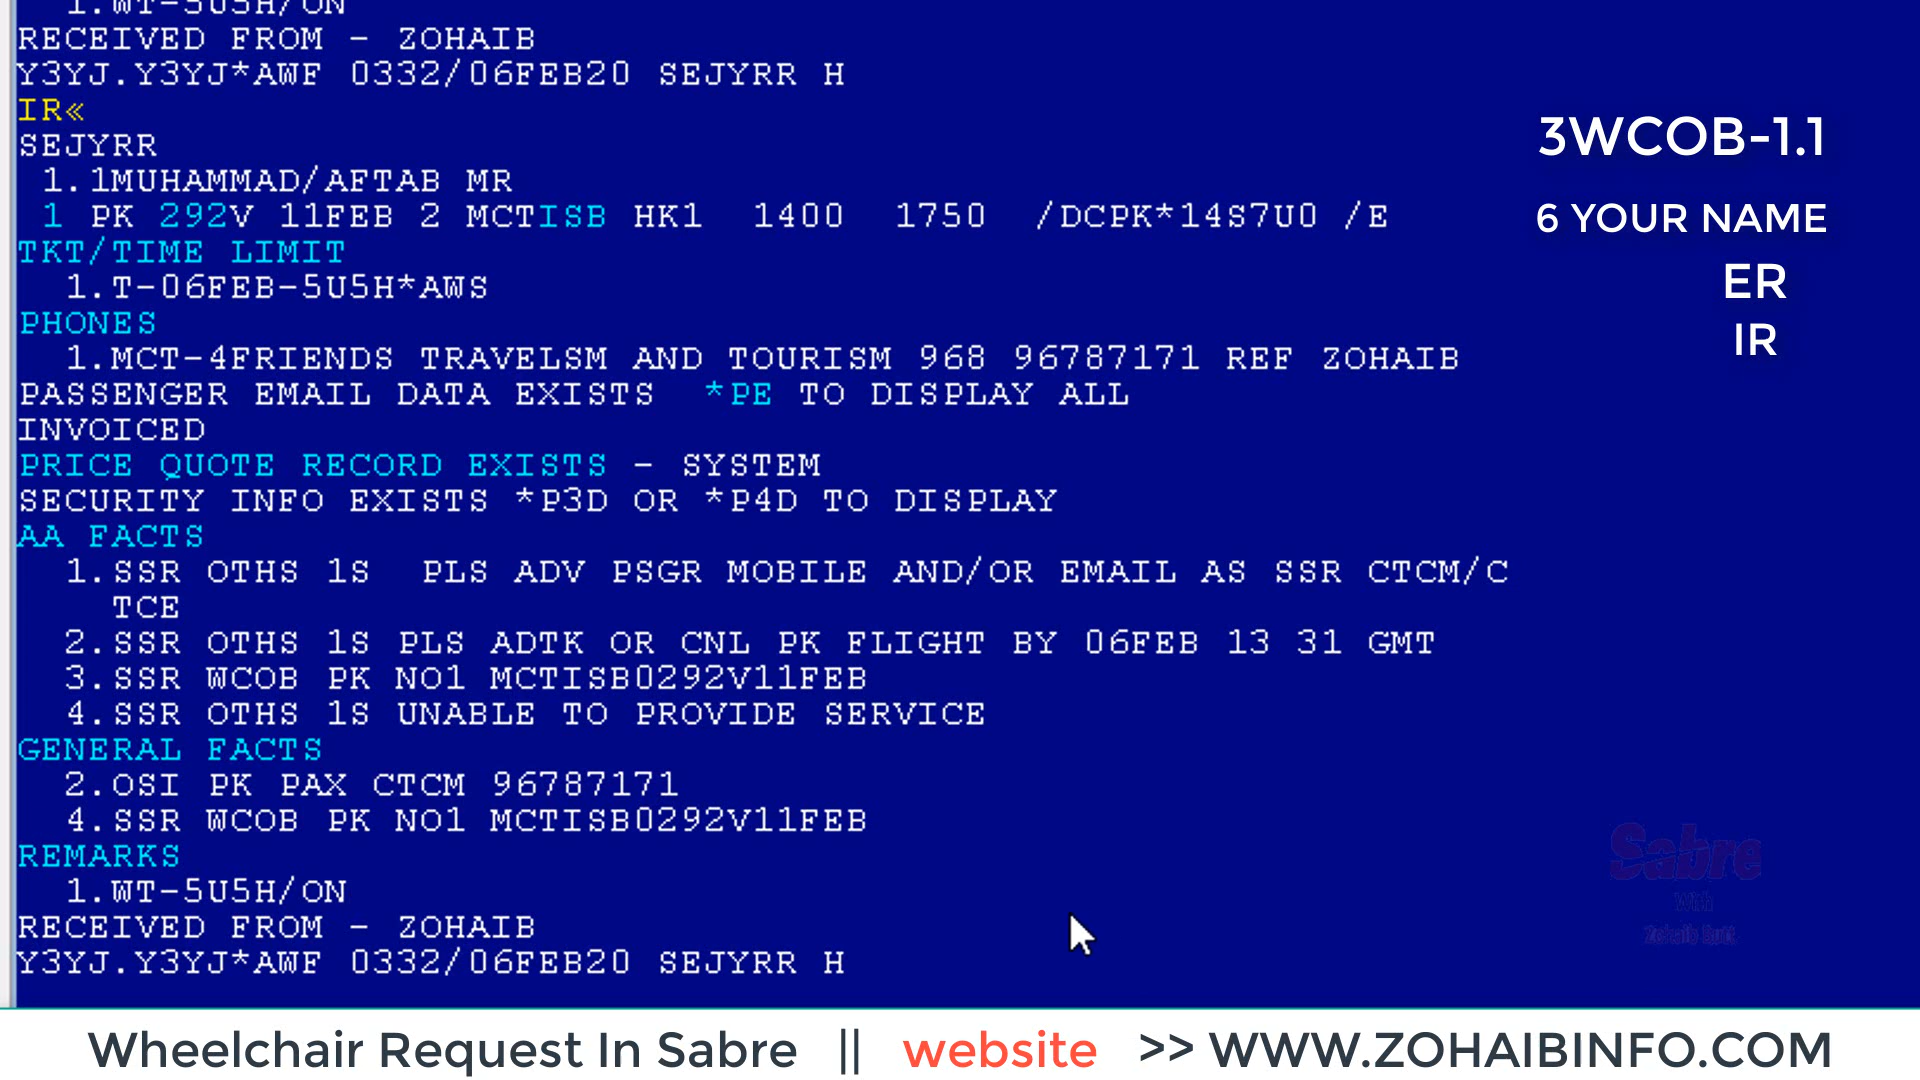 1.WT-5U5H/ON
RECEIVED FROM - ZOHAIB
Y3YJ.Y3YJ*AWF 0332/06FEB20 SEJYRR H
IR«
SEJYRR
1.1MUHAMMAD/AFTAB MR
1 PK 292V 11FEB 2 MCTISB HK1 1400 1750 /DCPK*14S7U0 /E
TKT/TIME LIMIT
1.T-06FEB-5U5H*AWS
PHONES
1.MCT-4FRIENDS TRAVELSM AND TOURISM 968 96787171 REF ZOHAIB
PASSENGER EMAIL DATA EXISTS *PE TO DISPLAY ALL
INVOICED
PRICE QUOTE RECORD EXISTS - SYSTEM
SECURITY INFO EXISTS *P3D OR *P4D TO DISPLAY
AA FACTS
1.SSR OTHS 1S PLS ADV PSGR MOBILE AND/OR EMAIL AS SSR CTCM/C
TCE
2.SSR OTHS 1S PLS ADTK OR CNL PK FLIGHT BY 06FEB 13 31 GMT
3.SSR WCOB PK NO1 MCTISB0292V11FEB
4.SSR OTHS 1S UNABLE TO PROVIDE SERVICE
GENERAL FACTS
2.OSI PK PAX CTCM 96787171
4.SSR WCOB PK NO1 MCTISB0292V11FEB
REMARKS
1.WT-5U5H/ON
RECEIVED FROM - ZOHAIB
Y3YJ.Y3YJ*AWF 0332/06FEB20 SEJYRR H
3WCOB-1.1
6 YOUR NAME
ER
IR
Sabre
With
Zohaib Butt
Wheelchair Request In Sabre || website >> WWW.ZOHAIBINFO.COM